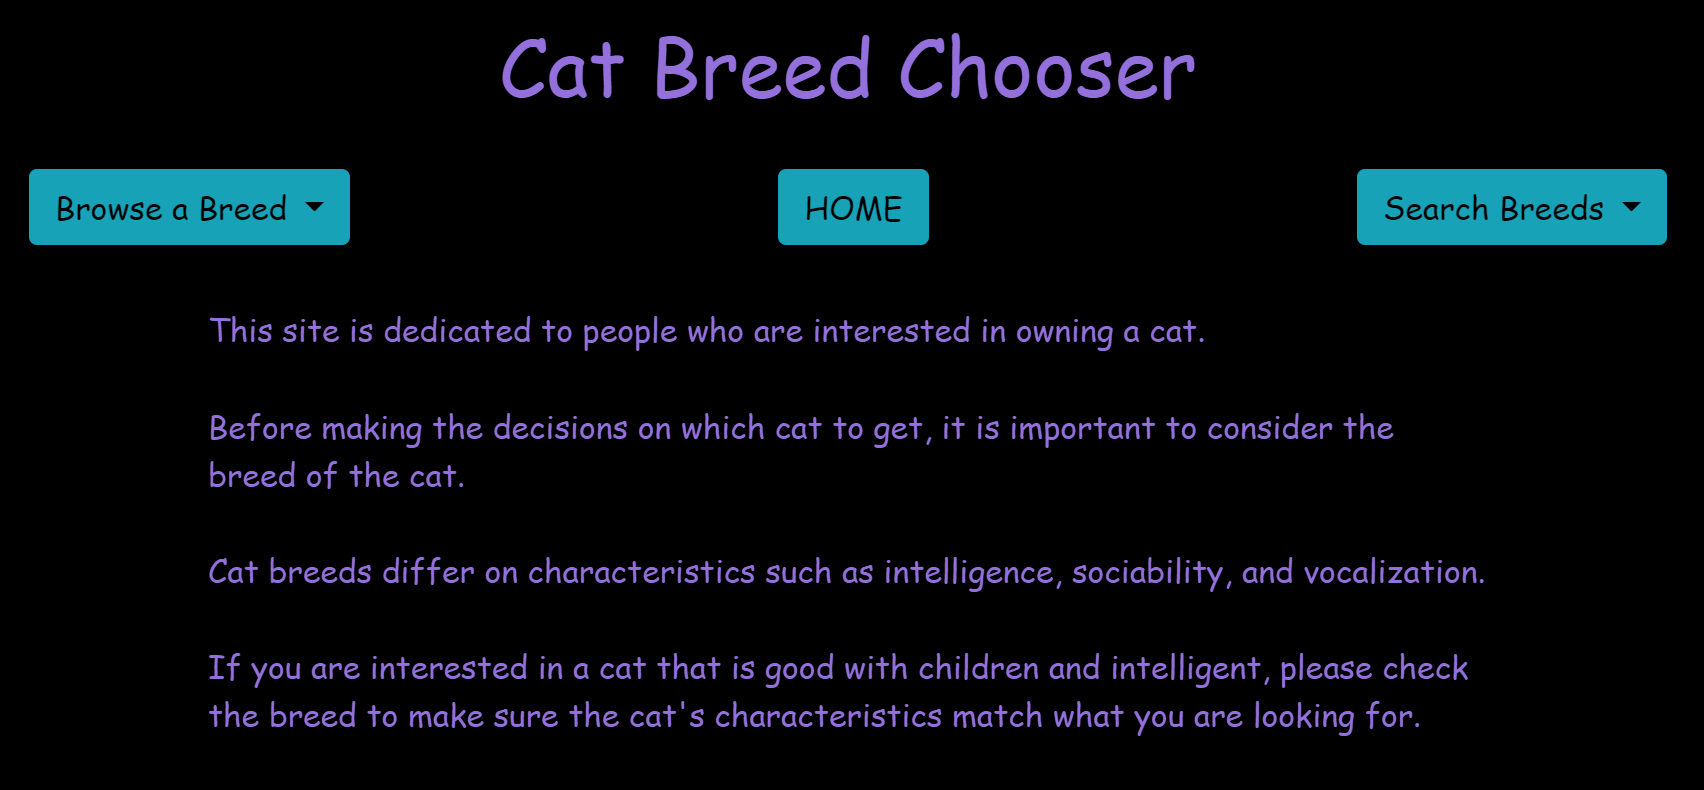 Cat Breed Chooser
Browse a Breed
HOME
Search Breeds
This site is dedicated to people who are interested in owning a cat.
Before making the decisions on which cat to get, it is important to consider the
breed of the cat.
Cat breeds differ on characteristics such as intelligence, sociability, and vocalization.
If you are interested in a cat that is good with children and intelligent, please check
the breed to make sure the cat's characteristics match what you are looking for.